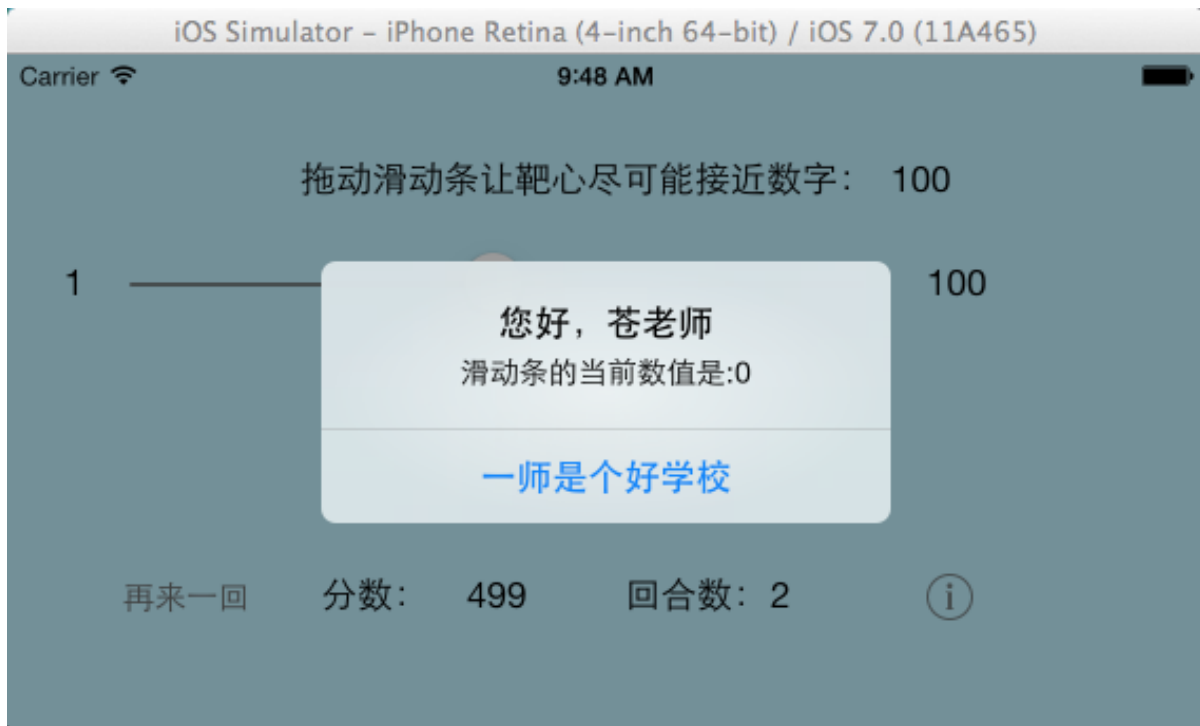 iOS Simulator – iPhone Retina (4-inch 64-bit) / iOS 7.0 (11A465)
Carrier 9:48 AM
拖动滑动条让靶心尽可能接近数字： 100
1 100
您好，苍老师
滑动条的当前数值是:0
一师是个好学校
再来一回 分数： 499 回合数：2 i